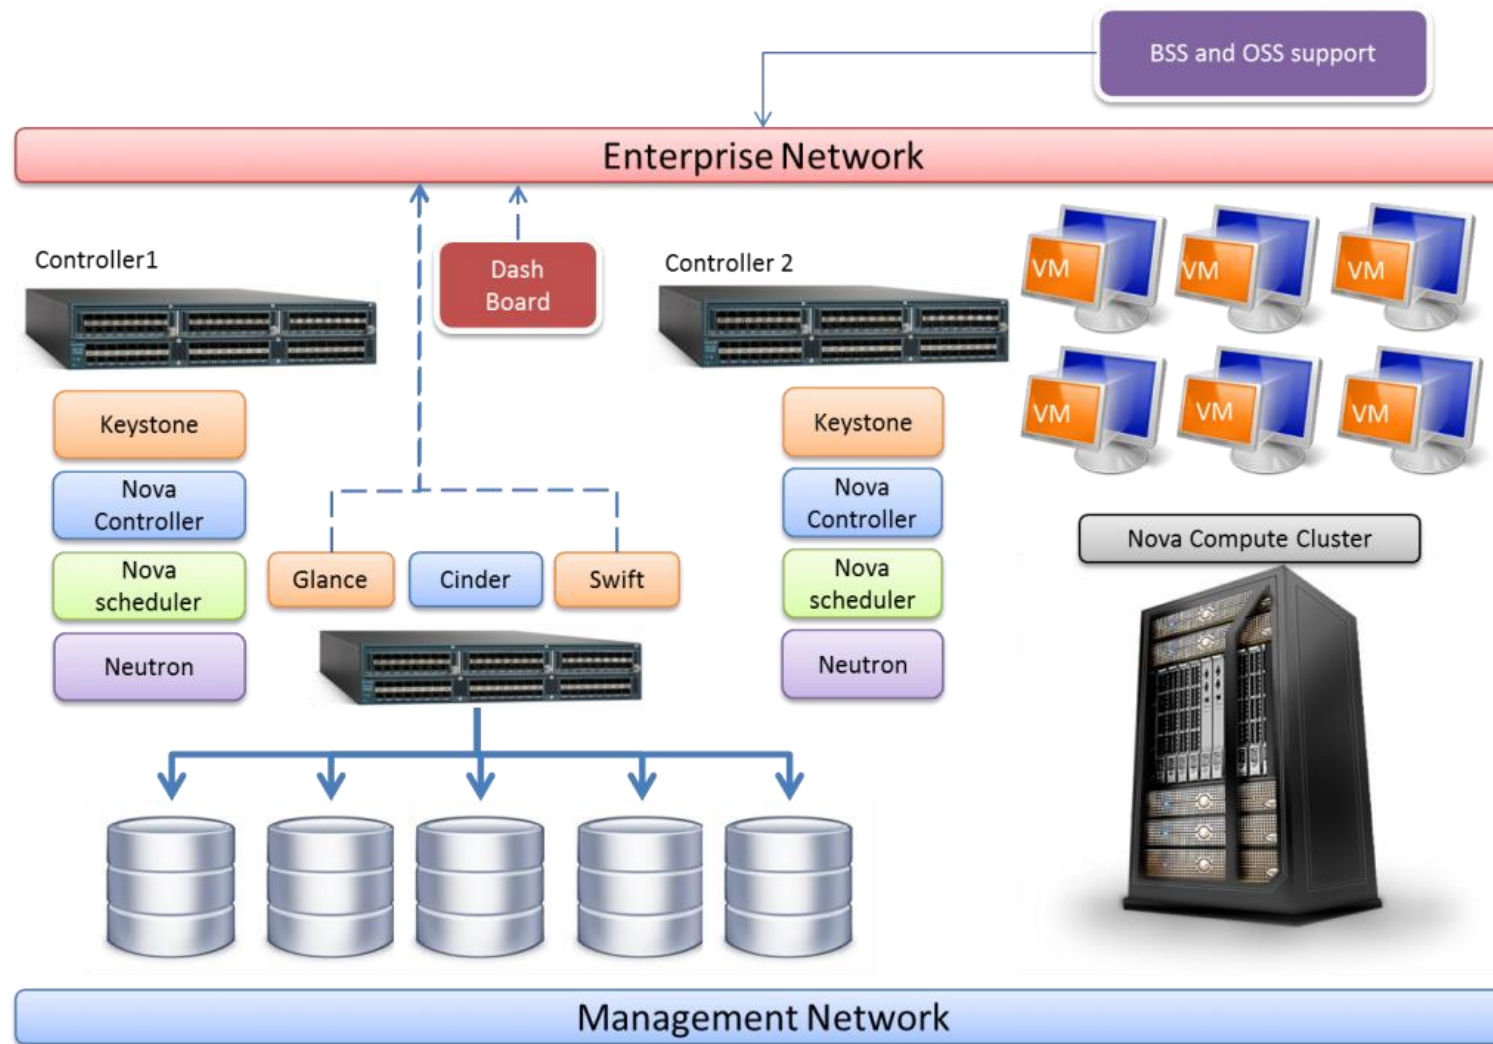 BSS and OSS support
Enterprise Network
Controller1
Dash
Board
Controller 2
VM
VM
VM
VM
VM
VM
Keystone
Nova
Controller
Nova
scheduler
Neutron
Glance
Cinder
Swift
Keystone
Nova
Controller
Nova
scheduler
Neutron
Nova Compute Cluster
Management Network